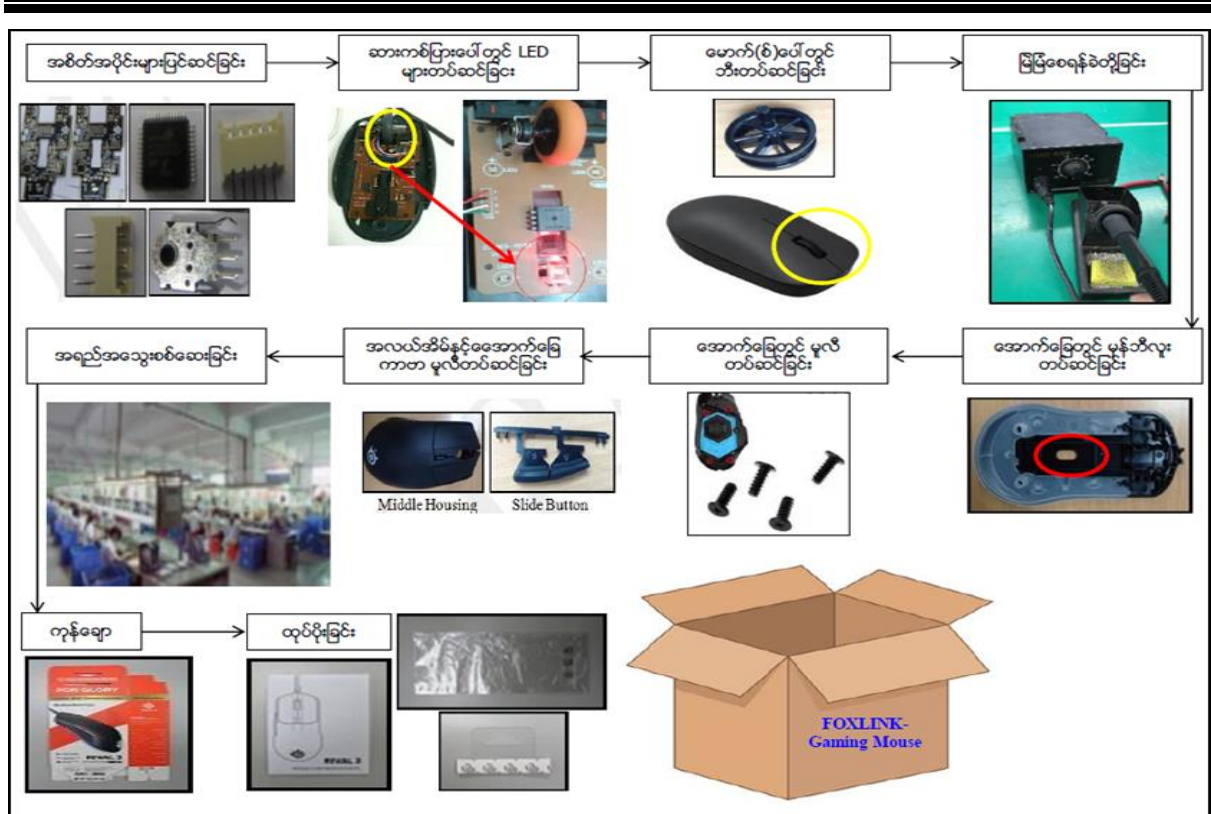 အစိတ်အပိုင်းများပြင်ဆင်ခြင်း
ဆားကစ်ပြားပေါ်တွင် LED
များတပ်ဆင်ခြင်း
မောက်(စ်)ပေါ်တွင်
ဘီးတပ်ဆင်ခြင်း
မြဲမြံစေရန်ခဲတို့ခြင်း
အောက်ခြေတွင် မှန်ဘီလူး
တပ်ဆင်ခြင်း
အောက်ခြေတွင် မူလီ
တပ်ဆင်ခြင်း
အလယ်အိမ်နှင့်အောက်ခြေ
ကာဗာ မူလီတပ်ဆင်ခြင်း
အရည်အသွေးစစ်ဆေးခြင်း
Middle Housing
Slide Button
ကုန်ချော
ထုပ်ပိုးခြင်း
FOR GLORY
RIVAL 3
RIVAL 3
FOXLINK-
Gaming Mouse